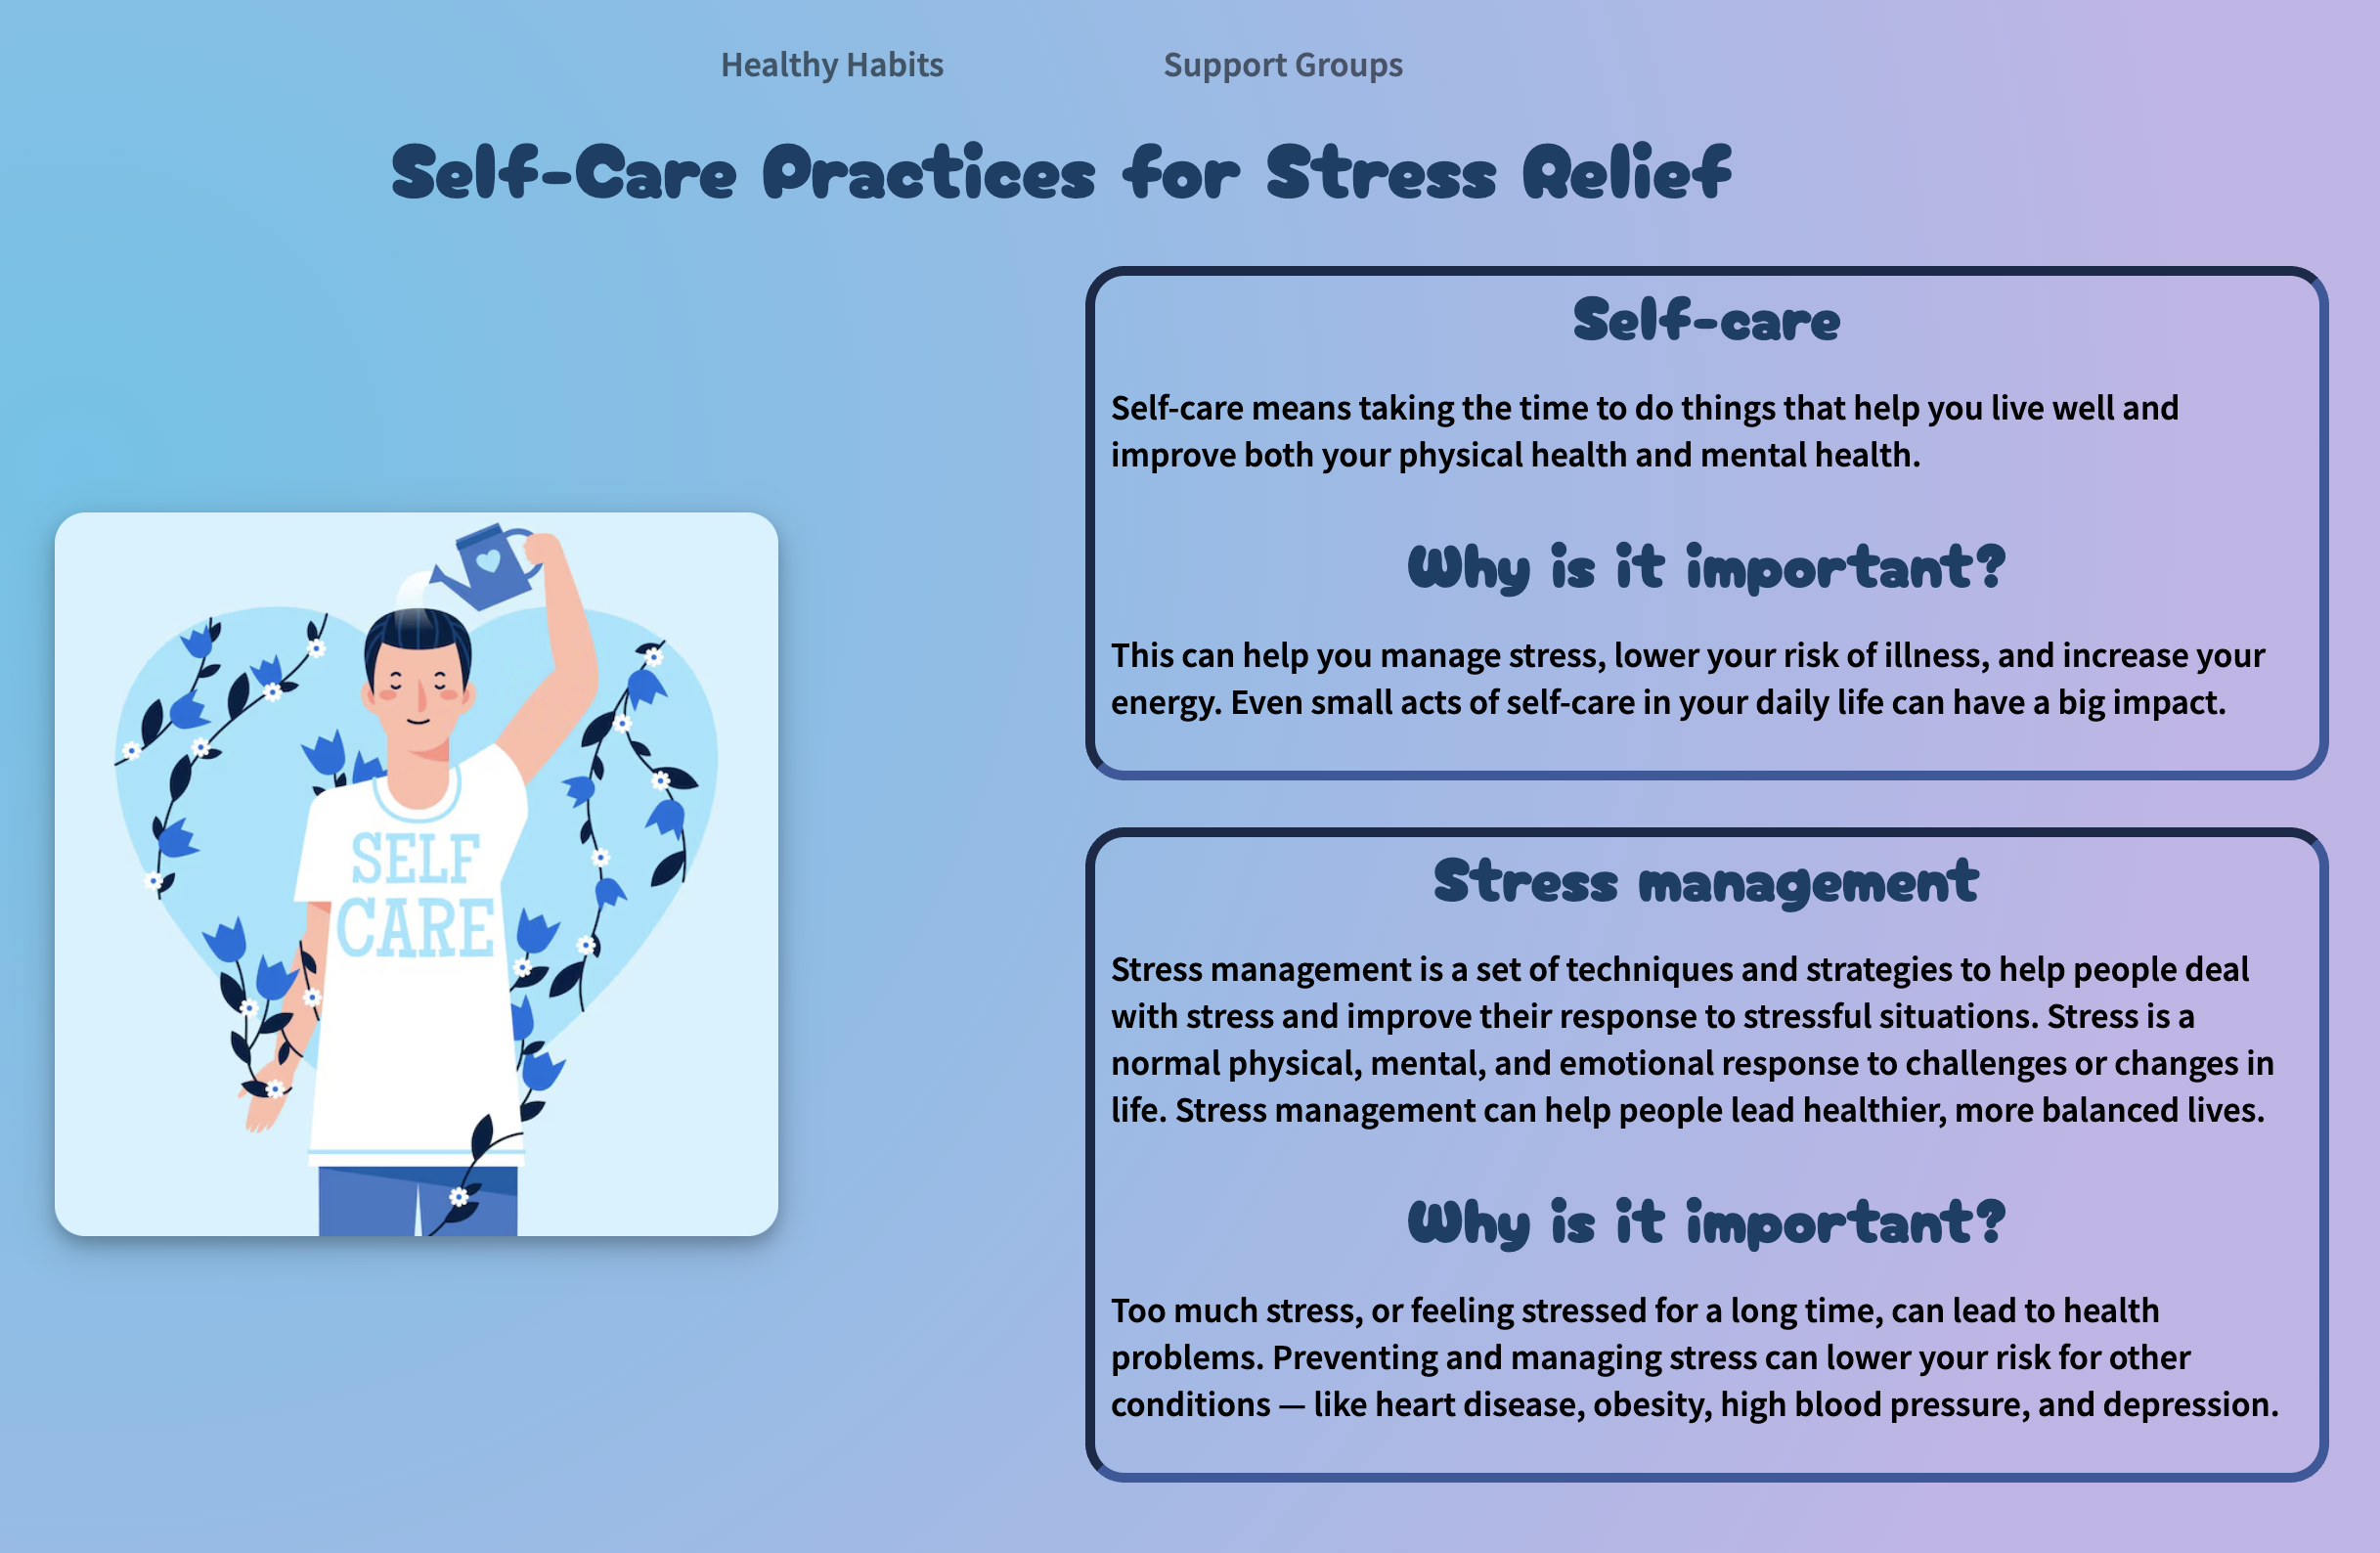 Healthy Habits
Support Groups
Self-Care Practices for Stress Relief
SELF
CARE
Self-care
Self-care means taking the time to do things that help you live well and
improve both your physical health and mental health.
Why is it important?
This can help you manage stress, lower your risk of illness, and increase your
energy. Even small acts of self-care in your daily life can have a big impact.
Stress management
Stress management is a set of techniques and strategies to help people deal
with stress and improve their response to stressful situations. Stress is a
normal physical, mental, and emotional response to challenges or changes in
life. Stress management can help people lead healthier, more balanced lives.
Why is it important?
Too much stress, or feeling stressed for a long time, can lead to health
problems. Preventing and managing stress can lower your risk for other
conditions — like heart disease, obesity, high blood pressure, and depression.